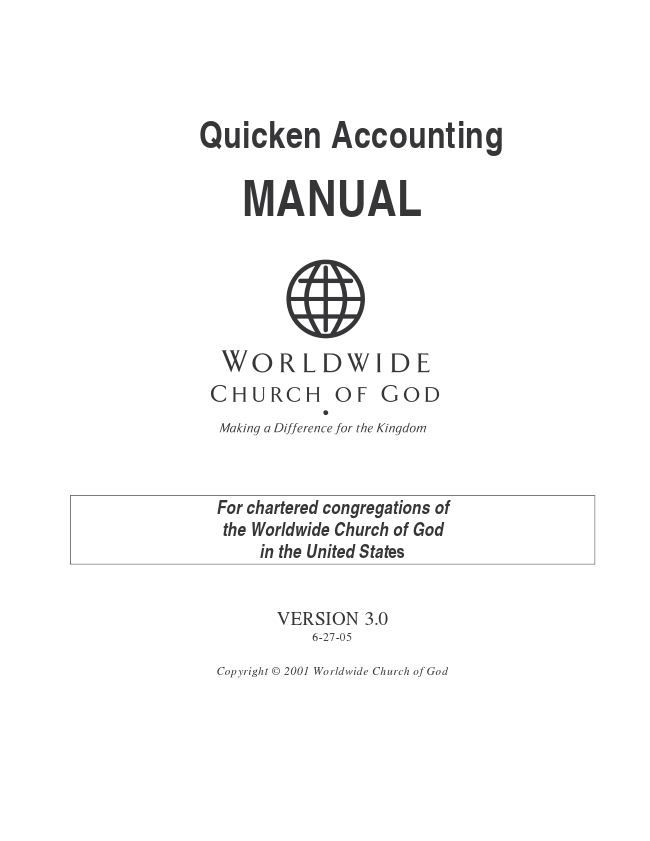 Quicken Accounting
MANUAL
WORLDWIDE
CHURCH OF GOD
•
Making a Difference for the Kingdom
For chartered congregations of
the Worldwide Church of God
in the United States
VERSION 3.0
6-27-05
Copyright © 2001 Worldwide Church of God